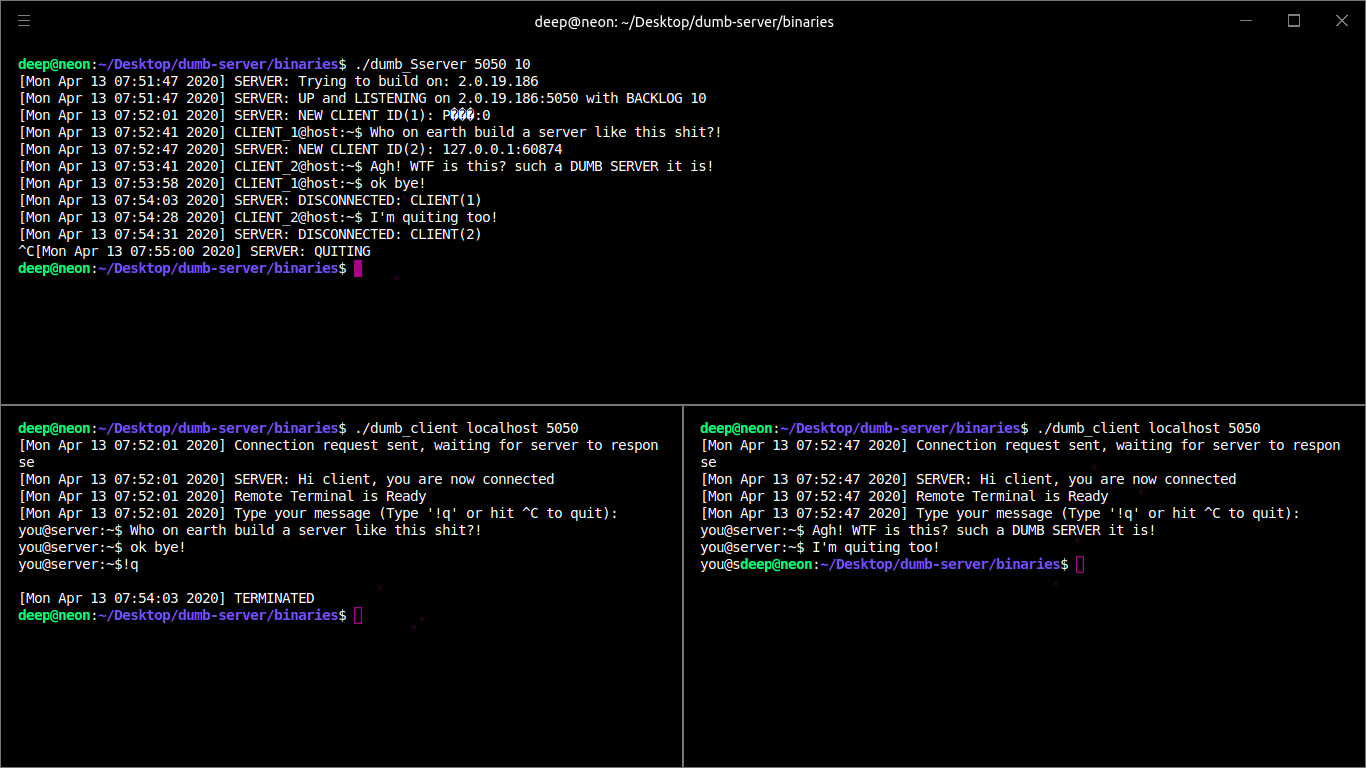 deep@neon: ~/Desktop/dumb-server/binaries
deep@neon:~/Desktop/dumb-server/binaries$ ./dumb_Sserver 5050 10
[Mon Apr 13 07:51:47 2020] SERVER: Trying to build on: 2.0.19.186
[Mon Apr 13 07:51:47 2020] SERVER: UP and LISTENING on 2.0.19.186:5050 with BACKLOG 10
[Mon Apr 13 07:52:01 2020] SERVER: NEW CLIENT ID(1): P���:0
[Mon Apr 13 07:52:41 2020] CLIENT_1@host:~$ Who on earth build a server like this shit?!
[Mon Apr 13 07:52:47 2020] SERVER: NEW CLIENT ID(2): 127.0.0.1:60874
[Mon Apr 13 07:53:41 2020] CLIENT_2@host:~$ Agh! WTF is this? such a DUMB SERVER it is!
[Mon Apr 13 07:53:58 2020] CLIENT_1@host:~$ ok bye!
[Mon Apr 13 07:54:03 2020] SERVER: DISCONNECTED: CLIENT(1)
[Mon Apr 13 07:54:28 2020] CLIENT_2@host:~$ I'm quiting too!
[Mon Apr 13 07:54:31 2020] SERVER: DISCONNECTED: CLIENT(2)
^C[Mon Apr 13 07:55:00 2020] SERVER: QUITING
deep@neon:~/Desktop/dumb-server/binaries$
deep@neon:~/Desktop/dumb-server/binaries$ ./dumb_client localhost 5050
[Mon Apr 13 07:52:01 2020] Connection request sent, waiting for server to respon
se
[Mon Apr 13 07:52:01 2020] SERVER: Hi client, you are now connected
[Mon Apr 13 07:52:01 2020] Remote Terminal is Ready
[Mon Apr 13 07:52:01 2020] Type your message (Type '!q' or hit ^C to quit):
you@server:~$ Who on earth build a server like this shit?!
you@server:~$ ok bye!
you@server:~$!q
[Mon Apr 13 07:54:03 2020] TERMINATED
deep@neon:~/Desktop/dumb-server/binaries$
deep@neon:~/Desktop/dumb-server/binaries$ ./dumb_client localhost 5050
[Mon Apr 13 07:52:47 2020] Connection request sent, waiting for server to respon
se
[Mon Apr 13 07:52:47 2020] SERVER: Hi client, you are now connected
[Mon Apr 13 07:52:47 2020] Remote Terminal is Ready
[Mon Apr 13 07:52:47 2020] Type your message (Type '!q' or hit ^C to quit):
you@server:~$ Agh! WTF is this? such a DUMB SERVER it is!
you@server:~$ I'm quiting too!
you@sdeep@neon:~/Desktop/dumb-server/binaries$